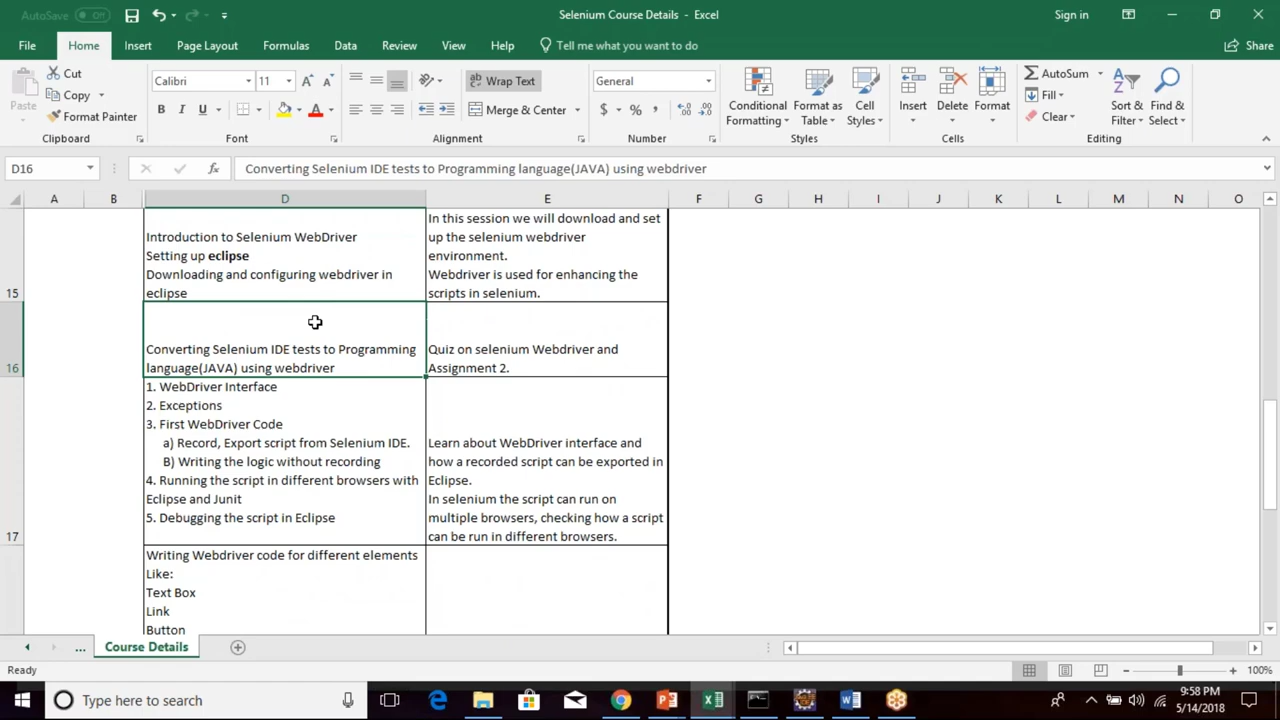 AutoSave Off
Selenium Course Details - Excel
Sign in
File Home Insert Page Layout Formulas Data Review View Help Tell me what you want to do Share
Paste
Cut
Copy
Format Painter
Clipboard
Calibri 11
B I U
Font
Wrap Text
Merge & Center
Alignment
General
$ % ,
Number
Conditional Formatting
Format as Table
Cell Styles
Styles
Insert
Delete
Format
Cells
AutoSum
Fill
Clear
Sort & Filter
Find & Select
Editing
D16
fx
Converting Selenium IDE tests to Programming language(JAVA) using webdriver
A B D E F G H I J K L M N O
15
Introduction to Selenium WebDriver
Setting up eclipse
Downloading and configuring webdriver in
eclipse
In this session we will download and set
up the selenium webdriver
environment.
Webdriver is used for enhancing the
scripts in selenium.
16
Converting Selenium IDE tests to Programming
language(JAVA) using webdriver
Quiz on selenium Webdriver and
Assignment 2.
17
1. WebDriver Interface
2. Exceptions
3. First WebDriver Code
a) Record, Export script from Selenium IDE.
B) Writing the logic without recording
4. Running the script in different browsers with
Eclipse and Junit
5. Debugging the script in Eclipse
Learn about WebDriver interface and
how a recorded script can be exported in
Eclipse.
In selenium the script can run on
multiple browsers, checking how a script
can be run in different browsers.
Writing Webdriver code for different elements
Like:
Text Box
Link
Button
... Course Details
Ready
100%
Type here to search
9:58 PM
5/14/2018